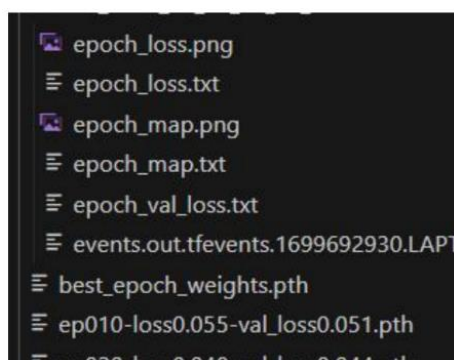 epoch_loss.png
epoch_loss.txt
epoch_map.png
epoch_map.txt
epoch_val_loss.txt
events.out.tfevents.1699692930.LAPT
best_epoch_weights.pth
ep010-loss0.055-val_loss0.051.pth